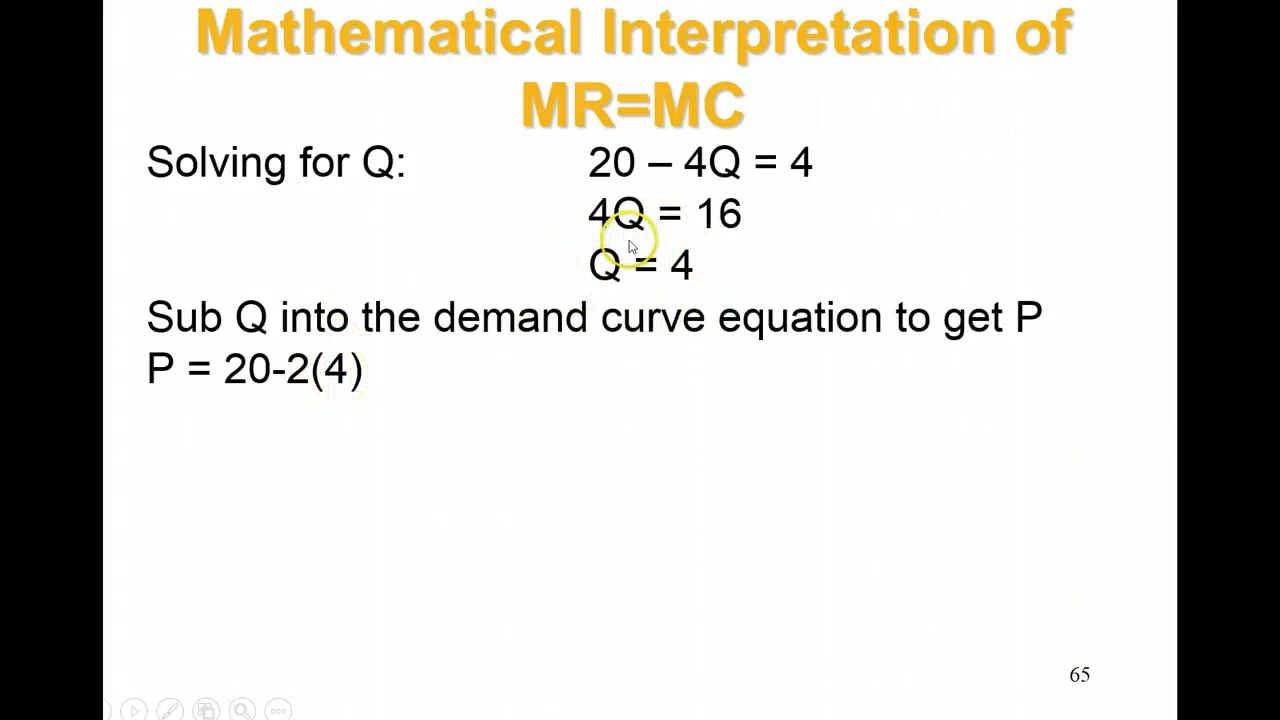 Mathematical Interpretation of
MR=MC
Solving for Q: 20 – 4Q = 4
4Q = 16
Q = 4
Sub Q into the demand curve equation to get P
P = 20-2(4)
65